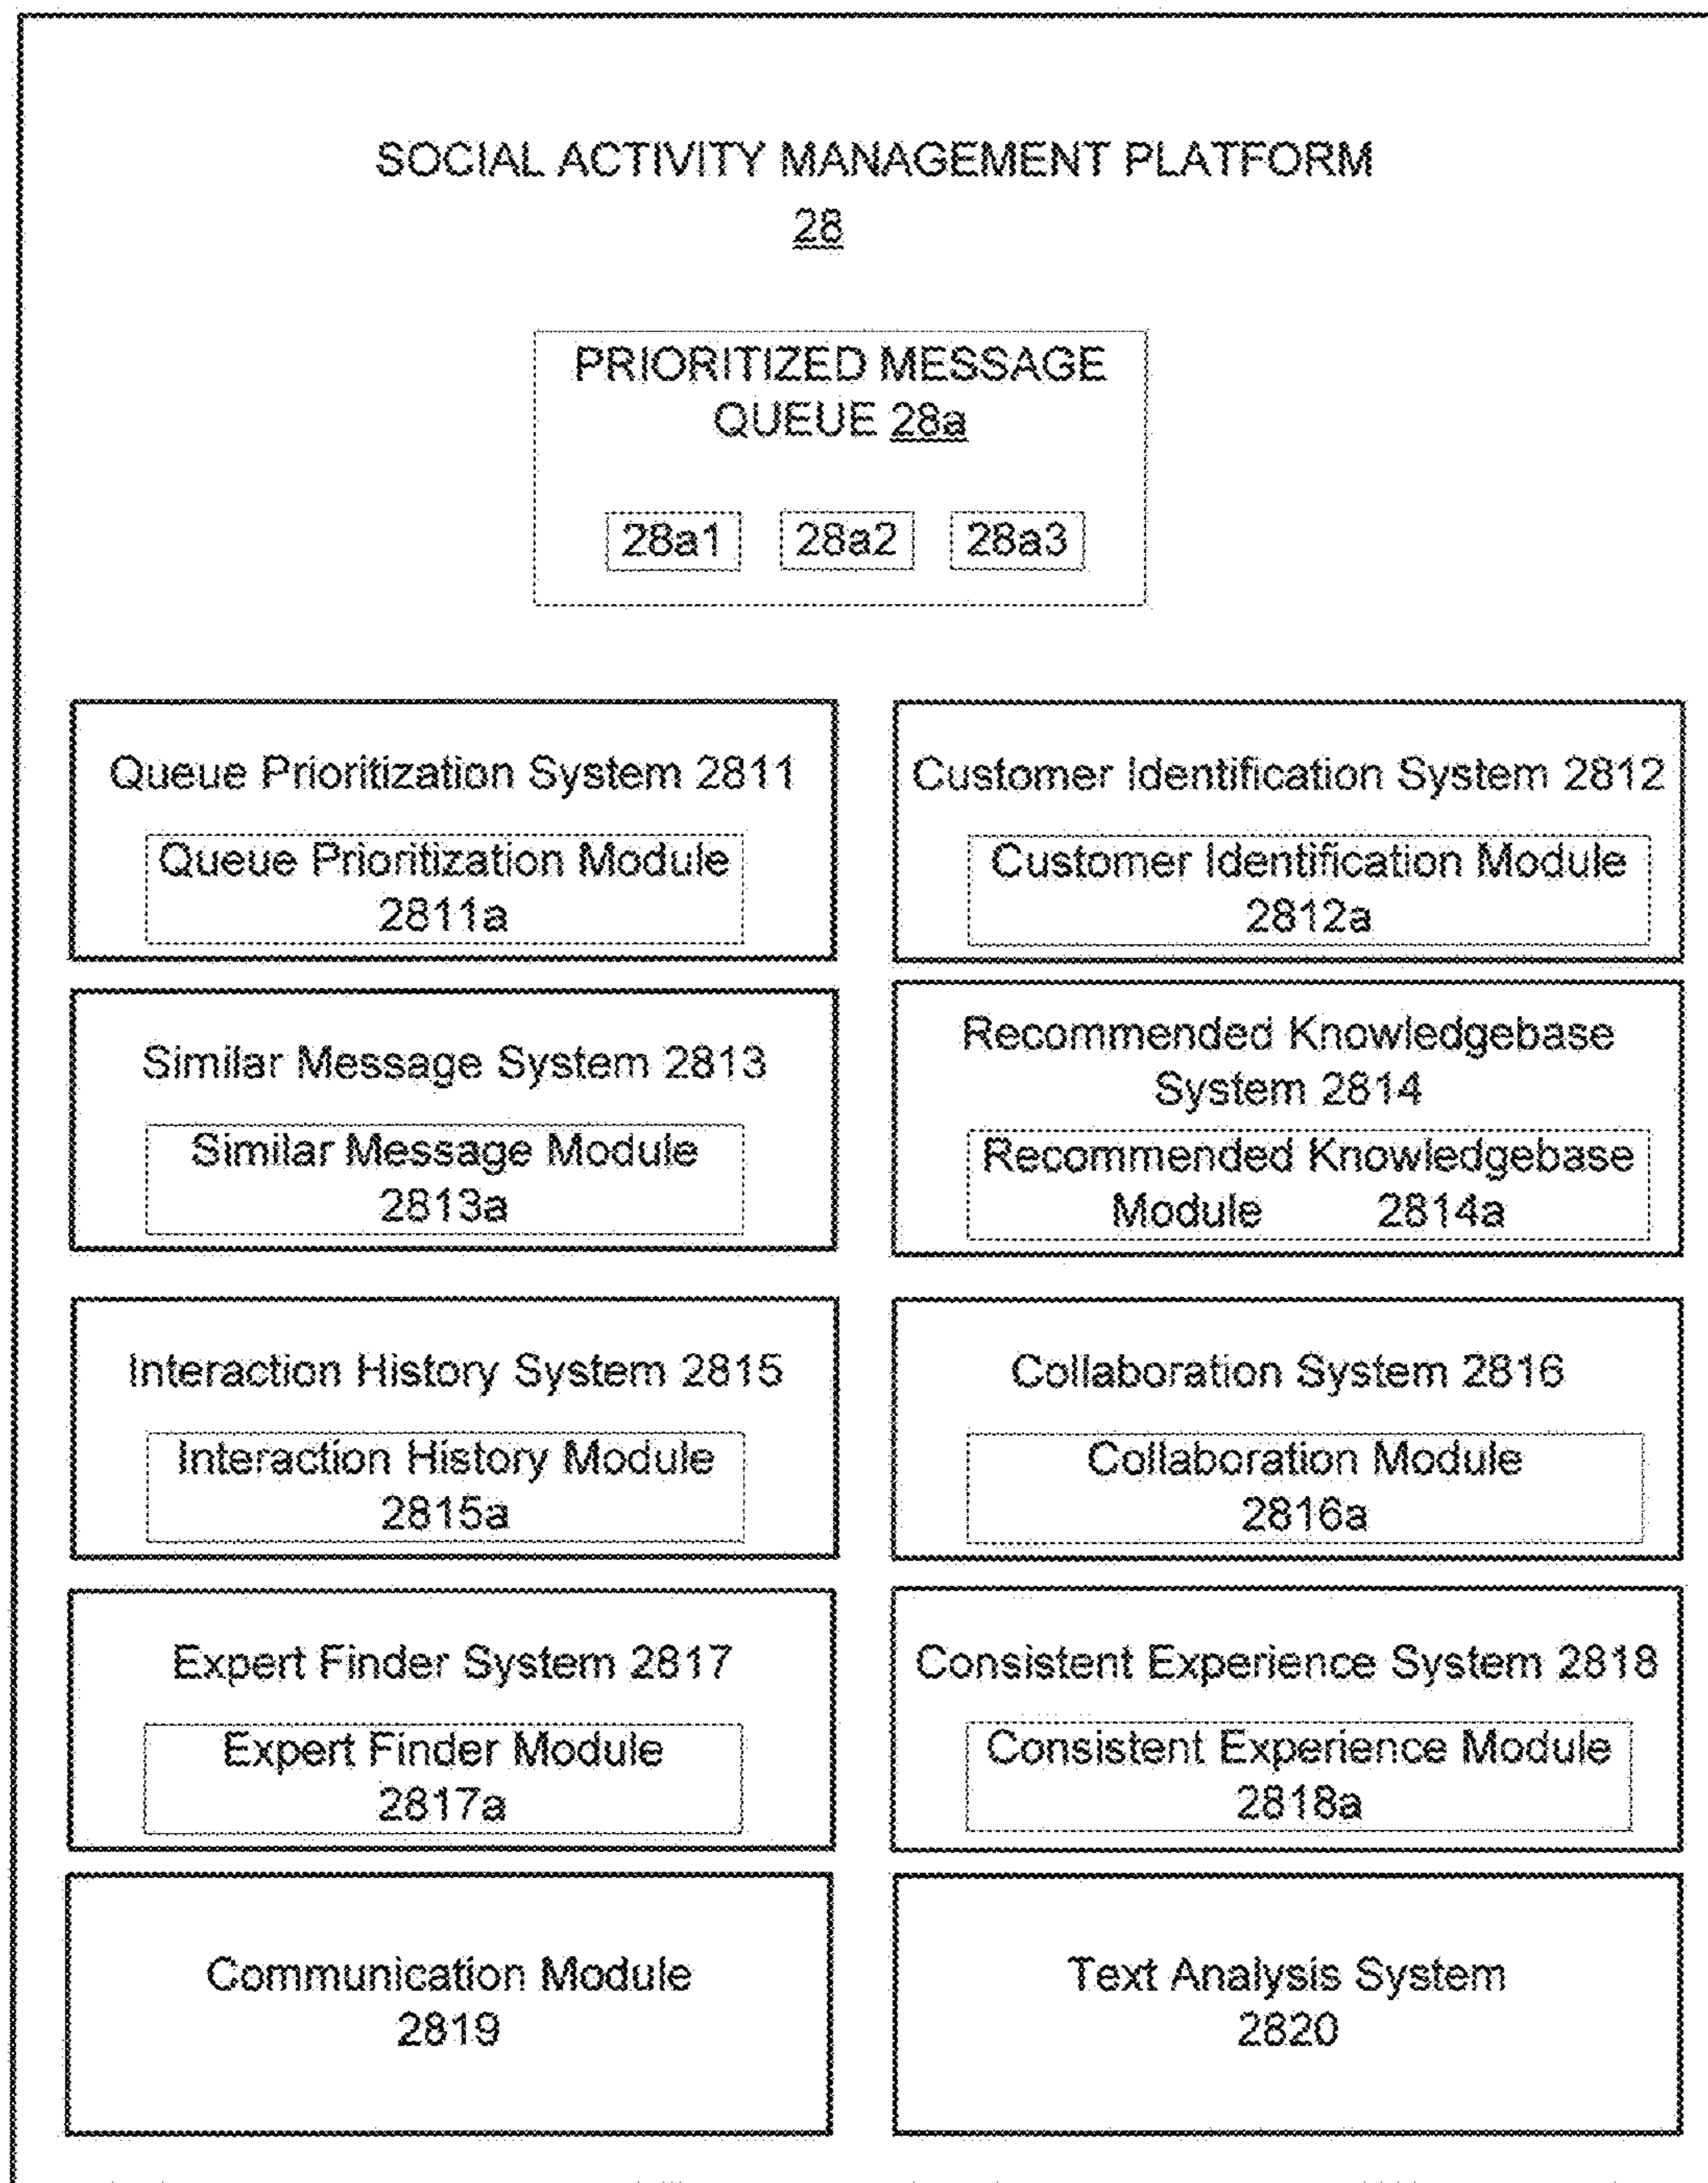 SOCIAL ACTIVITY MANAGEMENT PLATFORM
28
PRIORITIZED MESSAGE
QUEUE 28a
28a1 28a2 28a3
Queue Prioritization System 2811
Queue Prioritization Module
2811a
Customer Identification System 2812
Customer Identification Module
2812a
Similar Message System 2813
Similar Message Module
2813a
Recommended Knowledgebase
System 2814
Recommended Knowledgebase
Module 2814a
Interaction History System 2815
Interaction History Module
2815a
Collaboration System 2816
Collaboration Module
2816a
Expert Finder System 2817
Expert Finder Module
2817a
Consistent Experience System 2818
Consistent Experience Module
2818a
Communication Module
2819
Text Analysis System
2820